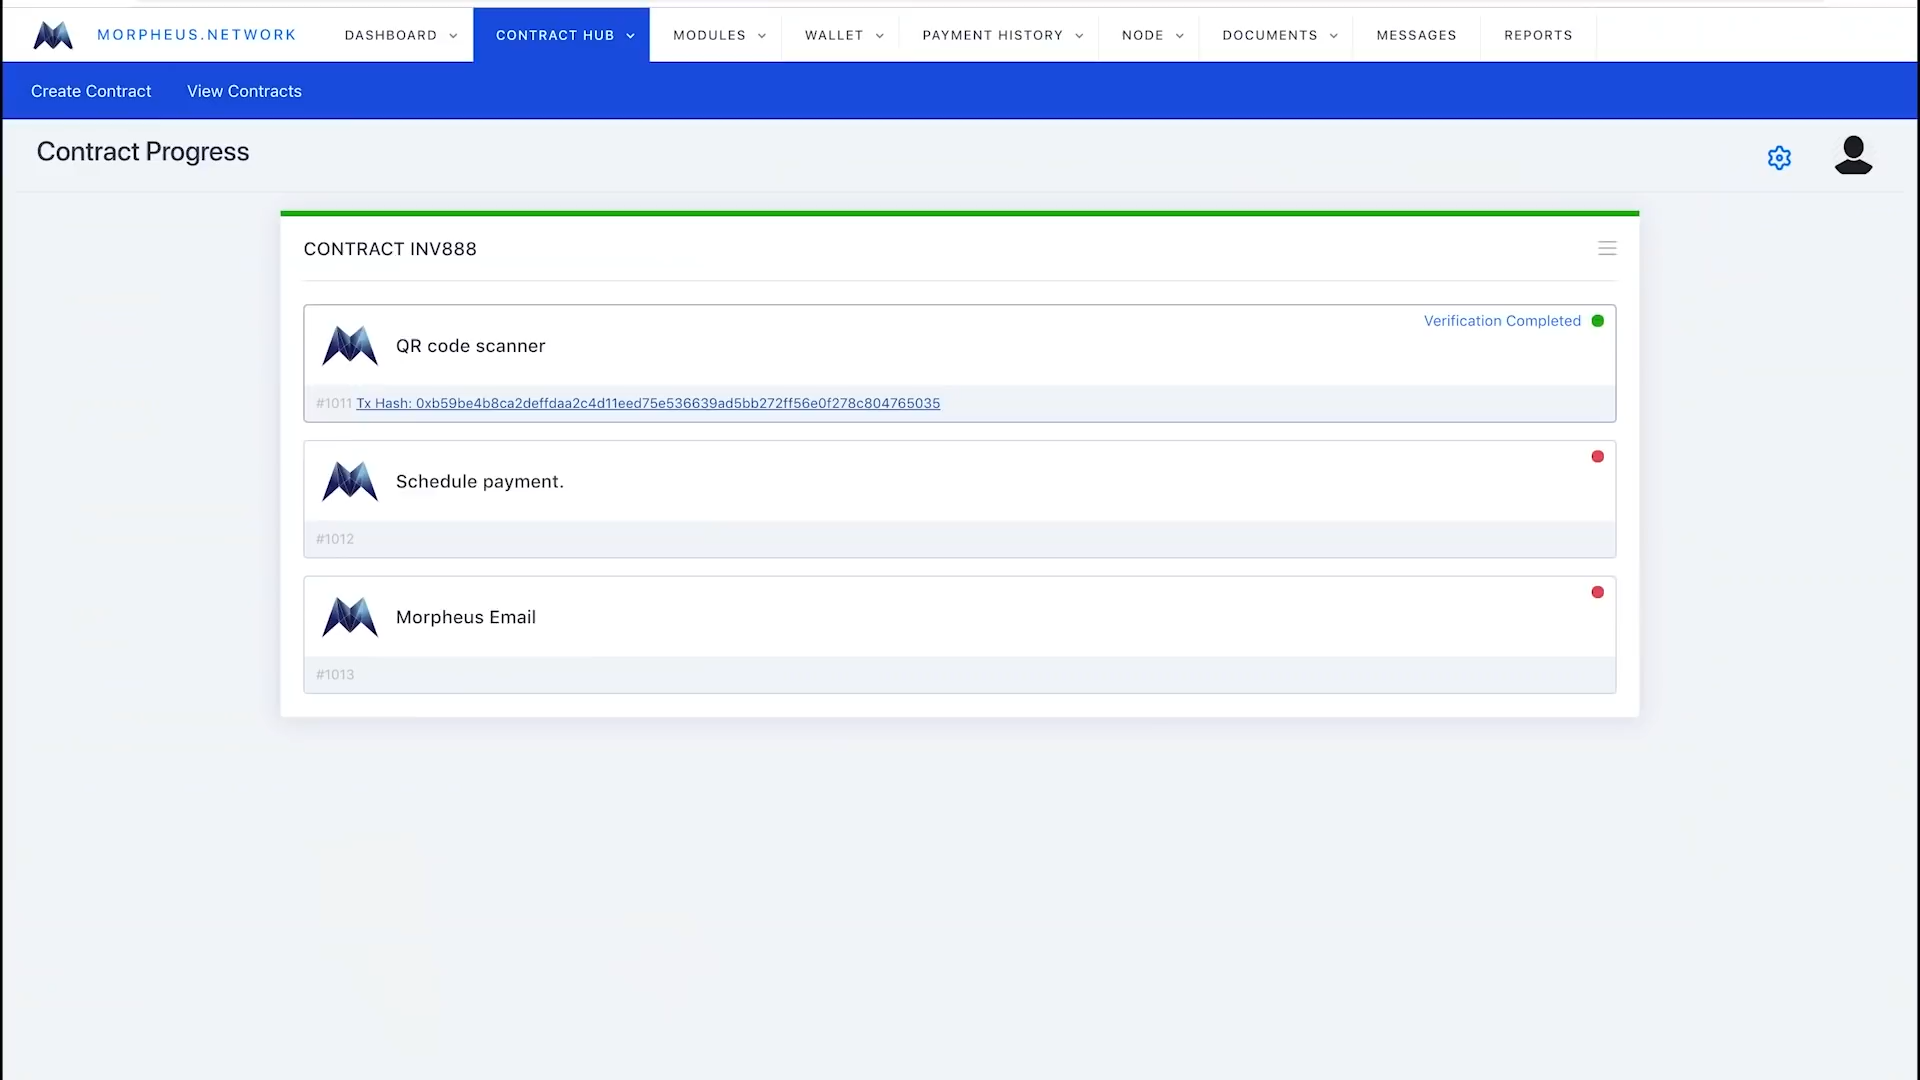 MORPHEUS.NETWORK DASHBOARD CONTRACT HUB MODULES WALLET PAYMENT HISTORY NODE DOCUMENTS MESSAGES REPORTS
Create Contract View Contracts
Contract Progress
CONTRACT INV888
Verification Completed
QR code scanner
#1011 Tx Hash: 0xb59be4b8ca2deffdaa2c4d11eed75e536639ad5bb272ff56e0f278c804765035
Schedule payment.
#1012
Morpheus Email
#1013